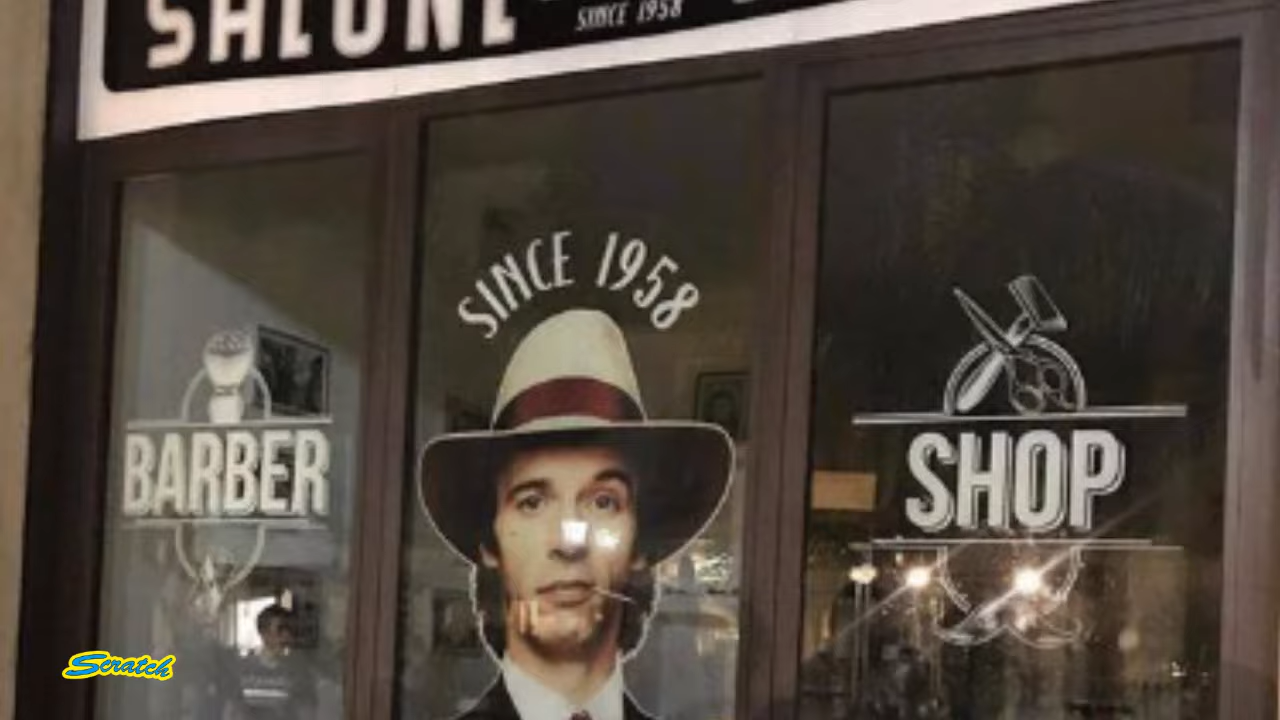 SALONE
SINCE 1958
SINCE 1958
BARBER
SHOP
Scratch